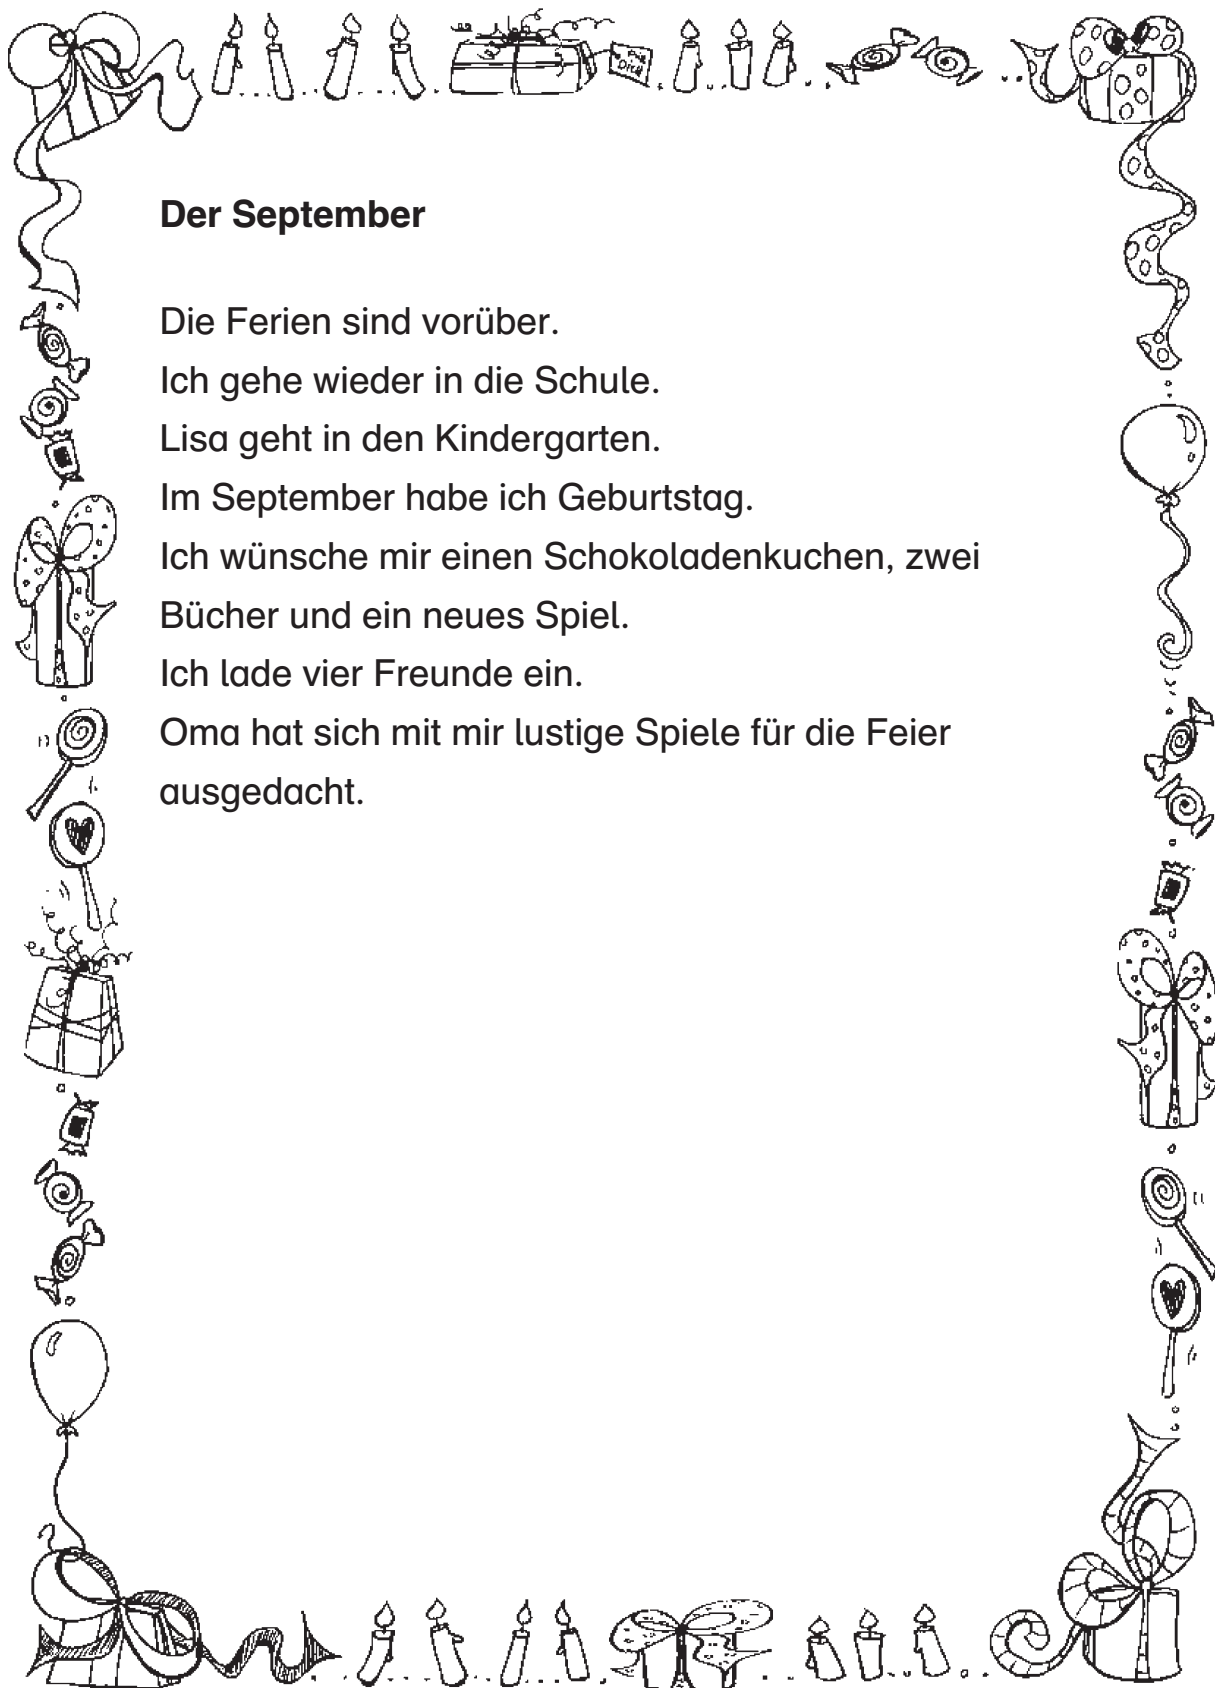 Für
Dich
Der September
Die Ferien sind vorüber.
Ich gehe wieder in die Schule.
Lisa geht in den Kindergarten.
Im September habe ich Geburtstag.
Ich wünsche mir einen Schokoladenkuchen, zwei
Bücher und ein neues Spiel.
Ich lade vier Freunde ein.
Oma hat sich mit mir lustige Spiele für die Feier
ausgedacht.